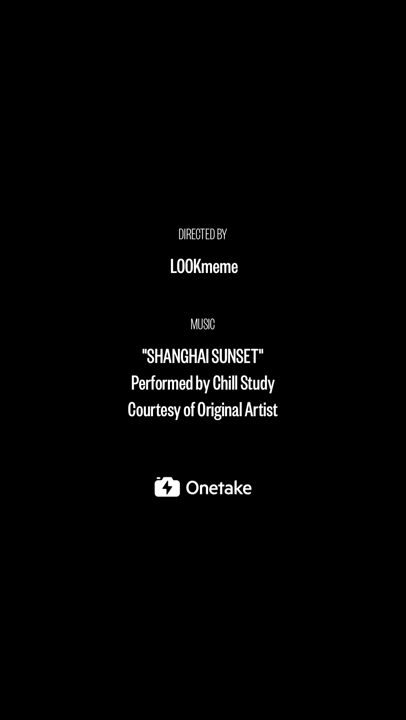 DIRECTED BY
LOOKmeme
MUSIC
"SHANGHAI SUNSET"
Performed by Chill Study
Courtesy of Original Artist
Onetake